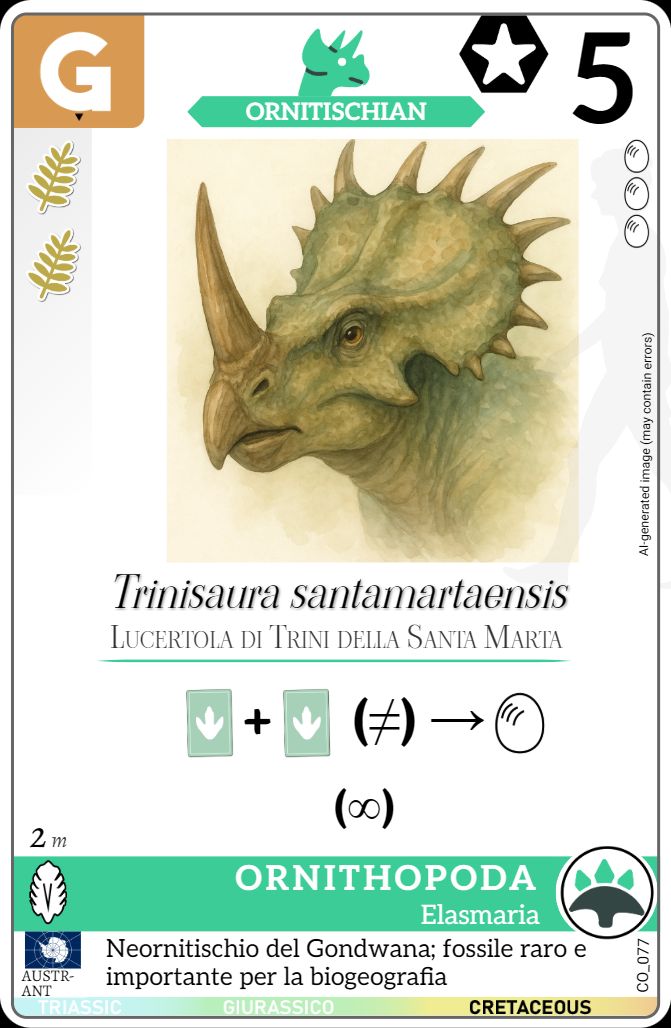 G
5
ORNITISCHIAN
AI-generated image (may contain errors)
Trinisaura santamartaensis
Lucertola di Trini della Santa Marta
+ (≠) →
(∞)
2 m
ORNITHOPODA
Elasmaria
AUSTR-
ANT
Neornitischio del Gondwana; fossile raro e
importante per la biogeografia
CO_077
TRIASSIC GIURASSICO CRETACEOUS